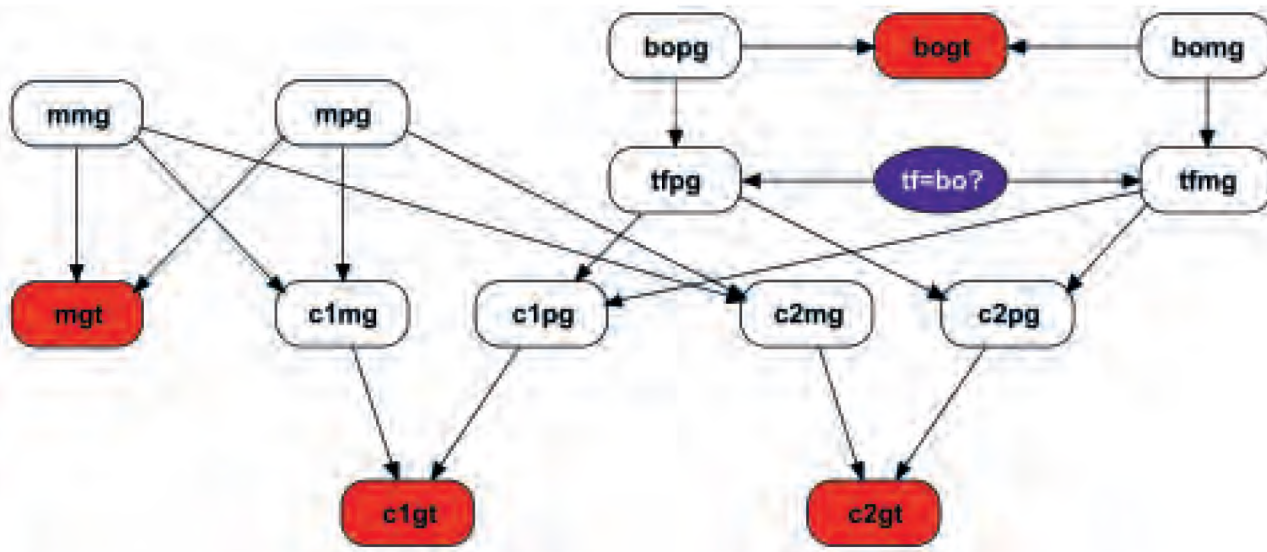 bopg bogt bomg
mmg mpg
tfpg tf=bo? tfmg
mgt c1mg c1pg c2mg c2pg
c1gt c2gt